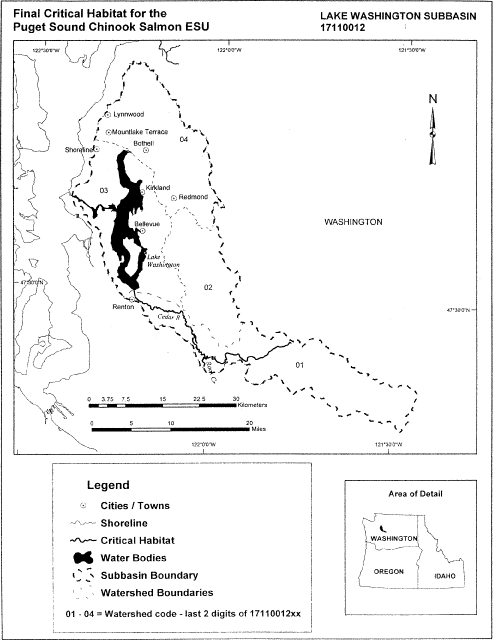 Final Critical Habitat for the
Puget Sound Chinook Salmon ESU
LAKE WASHINGTON SUBBASIN
17110012
122°30'0"W
122°0'0"W
121°30'0"W
N
Lynnwood
Mountlake Terrace
04
Bothell
Shoreline
03
Kirkland
Redmond
WASHINGTON
Bellevue
Lake
Washington
47°30'0"N
02
Renton
47°30'0"N
Cedar R
01
0 3.75 7.5 15 22.5 30
Kilometers
0 5 10 20
Miles
122°0'0"W
121°30'0"W
Legend
Cities / Towns
Shoreline
Critical Habitat
Water Bodies
Subbasin Boundary
Watershed Boundaries
01 - 04 = Watershed code - last 2 digits of 17110012xx
Area of Detail
WASHINGTON
OREGON
IDAHO